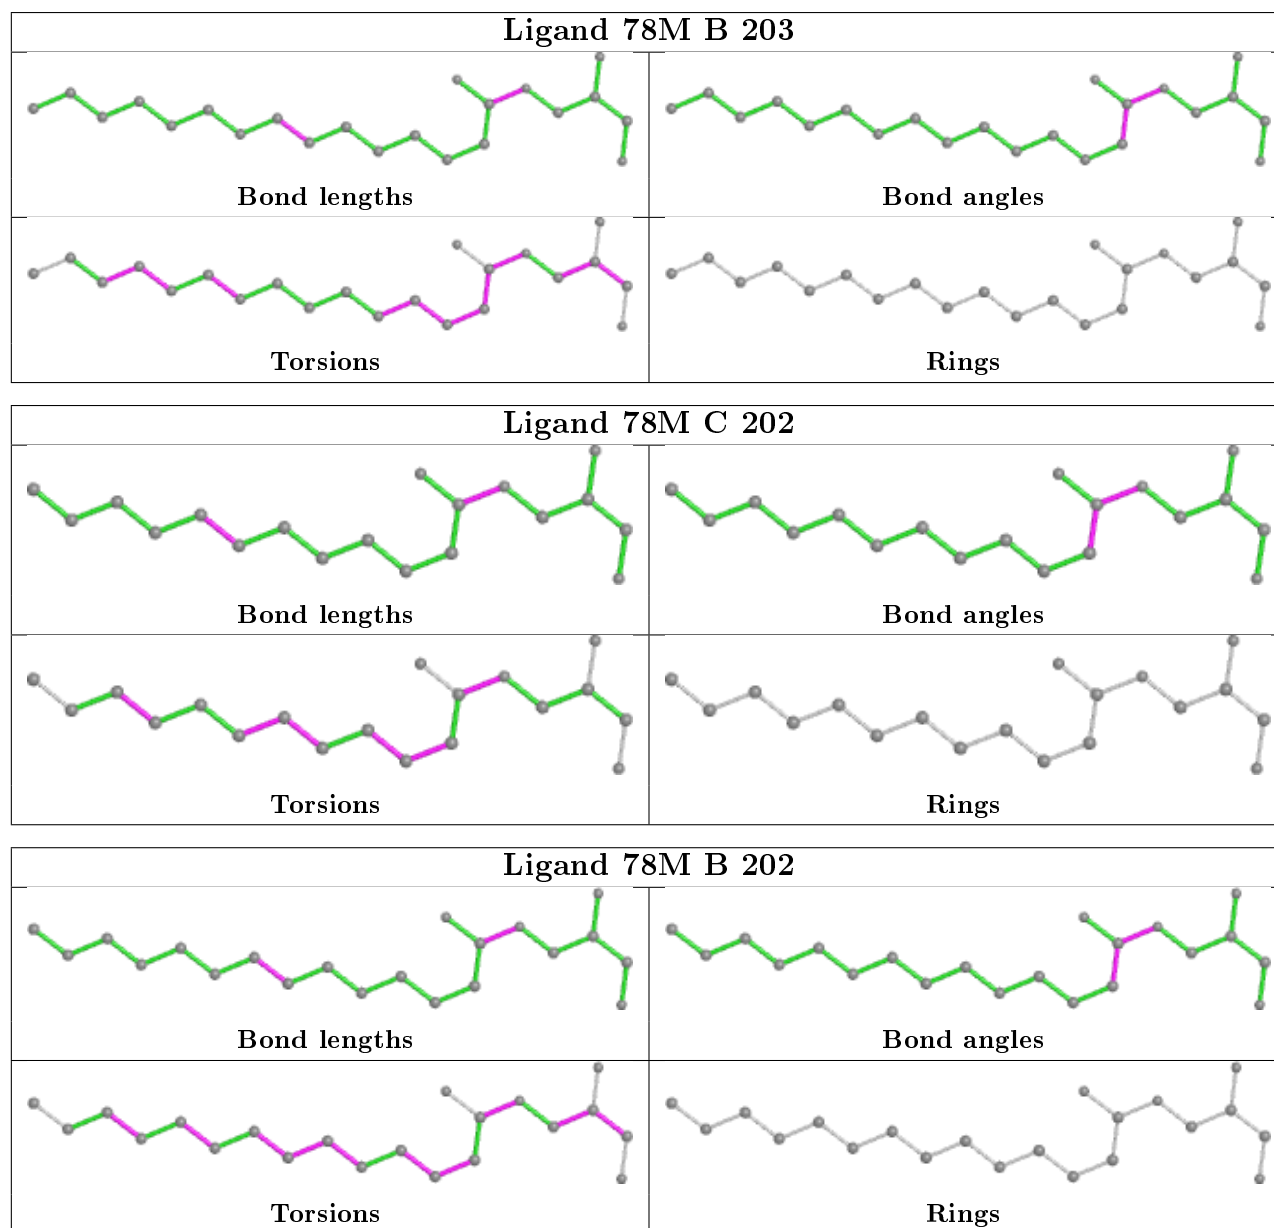 Ligand 78M B 203
Bond lengths
Bond angles
Torsions
Rings
Ligand 78M C 202
Bond lengths
Bond angles
Torsions
Rings
Ligand 78M B 202
Bond lengths
Bond angles
Torsions
Rings